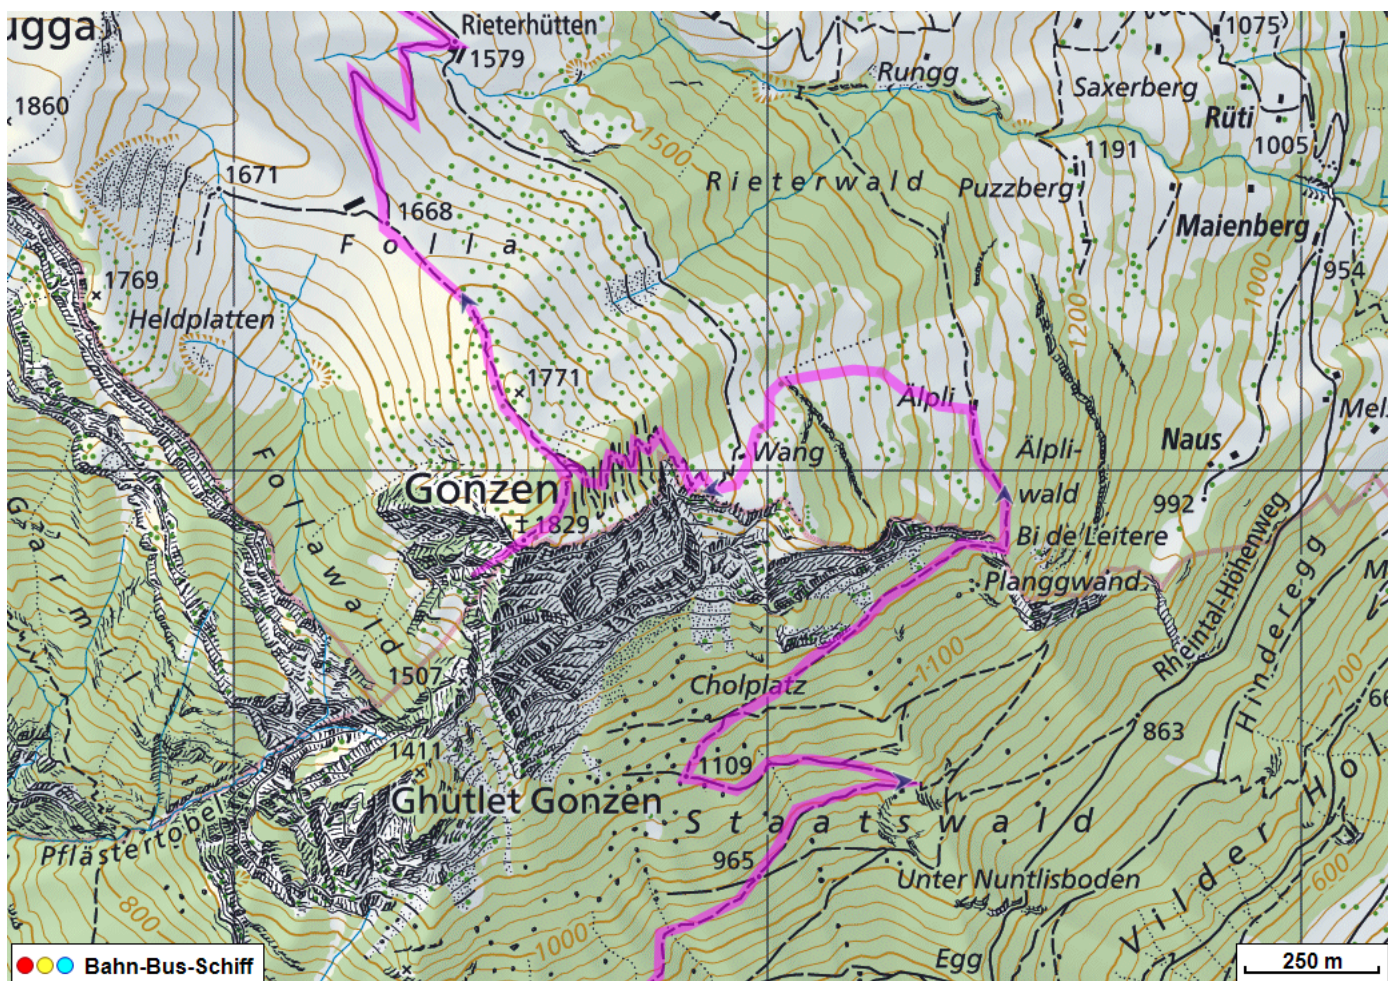 ugga
Rieterhütten
1579
1075
Rungg
Saxerberg
Rüti
1005
1860
1500
1191
1671
Rieterwald
Puzzberg
1668
Folla
Maienberg
954
1000
1769
Heldplatten
1200
1771
Älpli
Wang
Mels
Naus
Älpli-
wald
Gonzen
1829
992
Bi de Leitere
Follawald
Planggwand
Rheintal-Höhenweg
Hinderegg
1507
Cholplatz
1100
700
863
1411
1109
Ghutlet Gonzen
Staatswald
Pflästertobel
965
Unter Nuntlisboden
600
Vilder Hol
800
1000
Egg
Bahn-Bus-Schiff
250 m